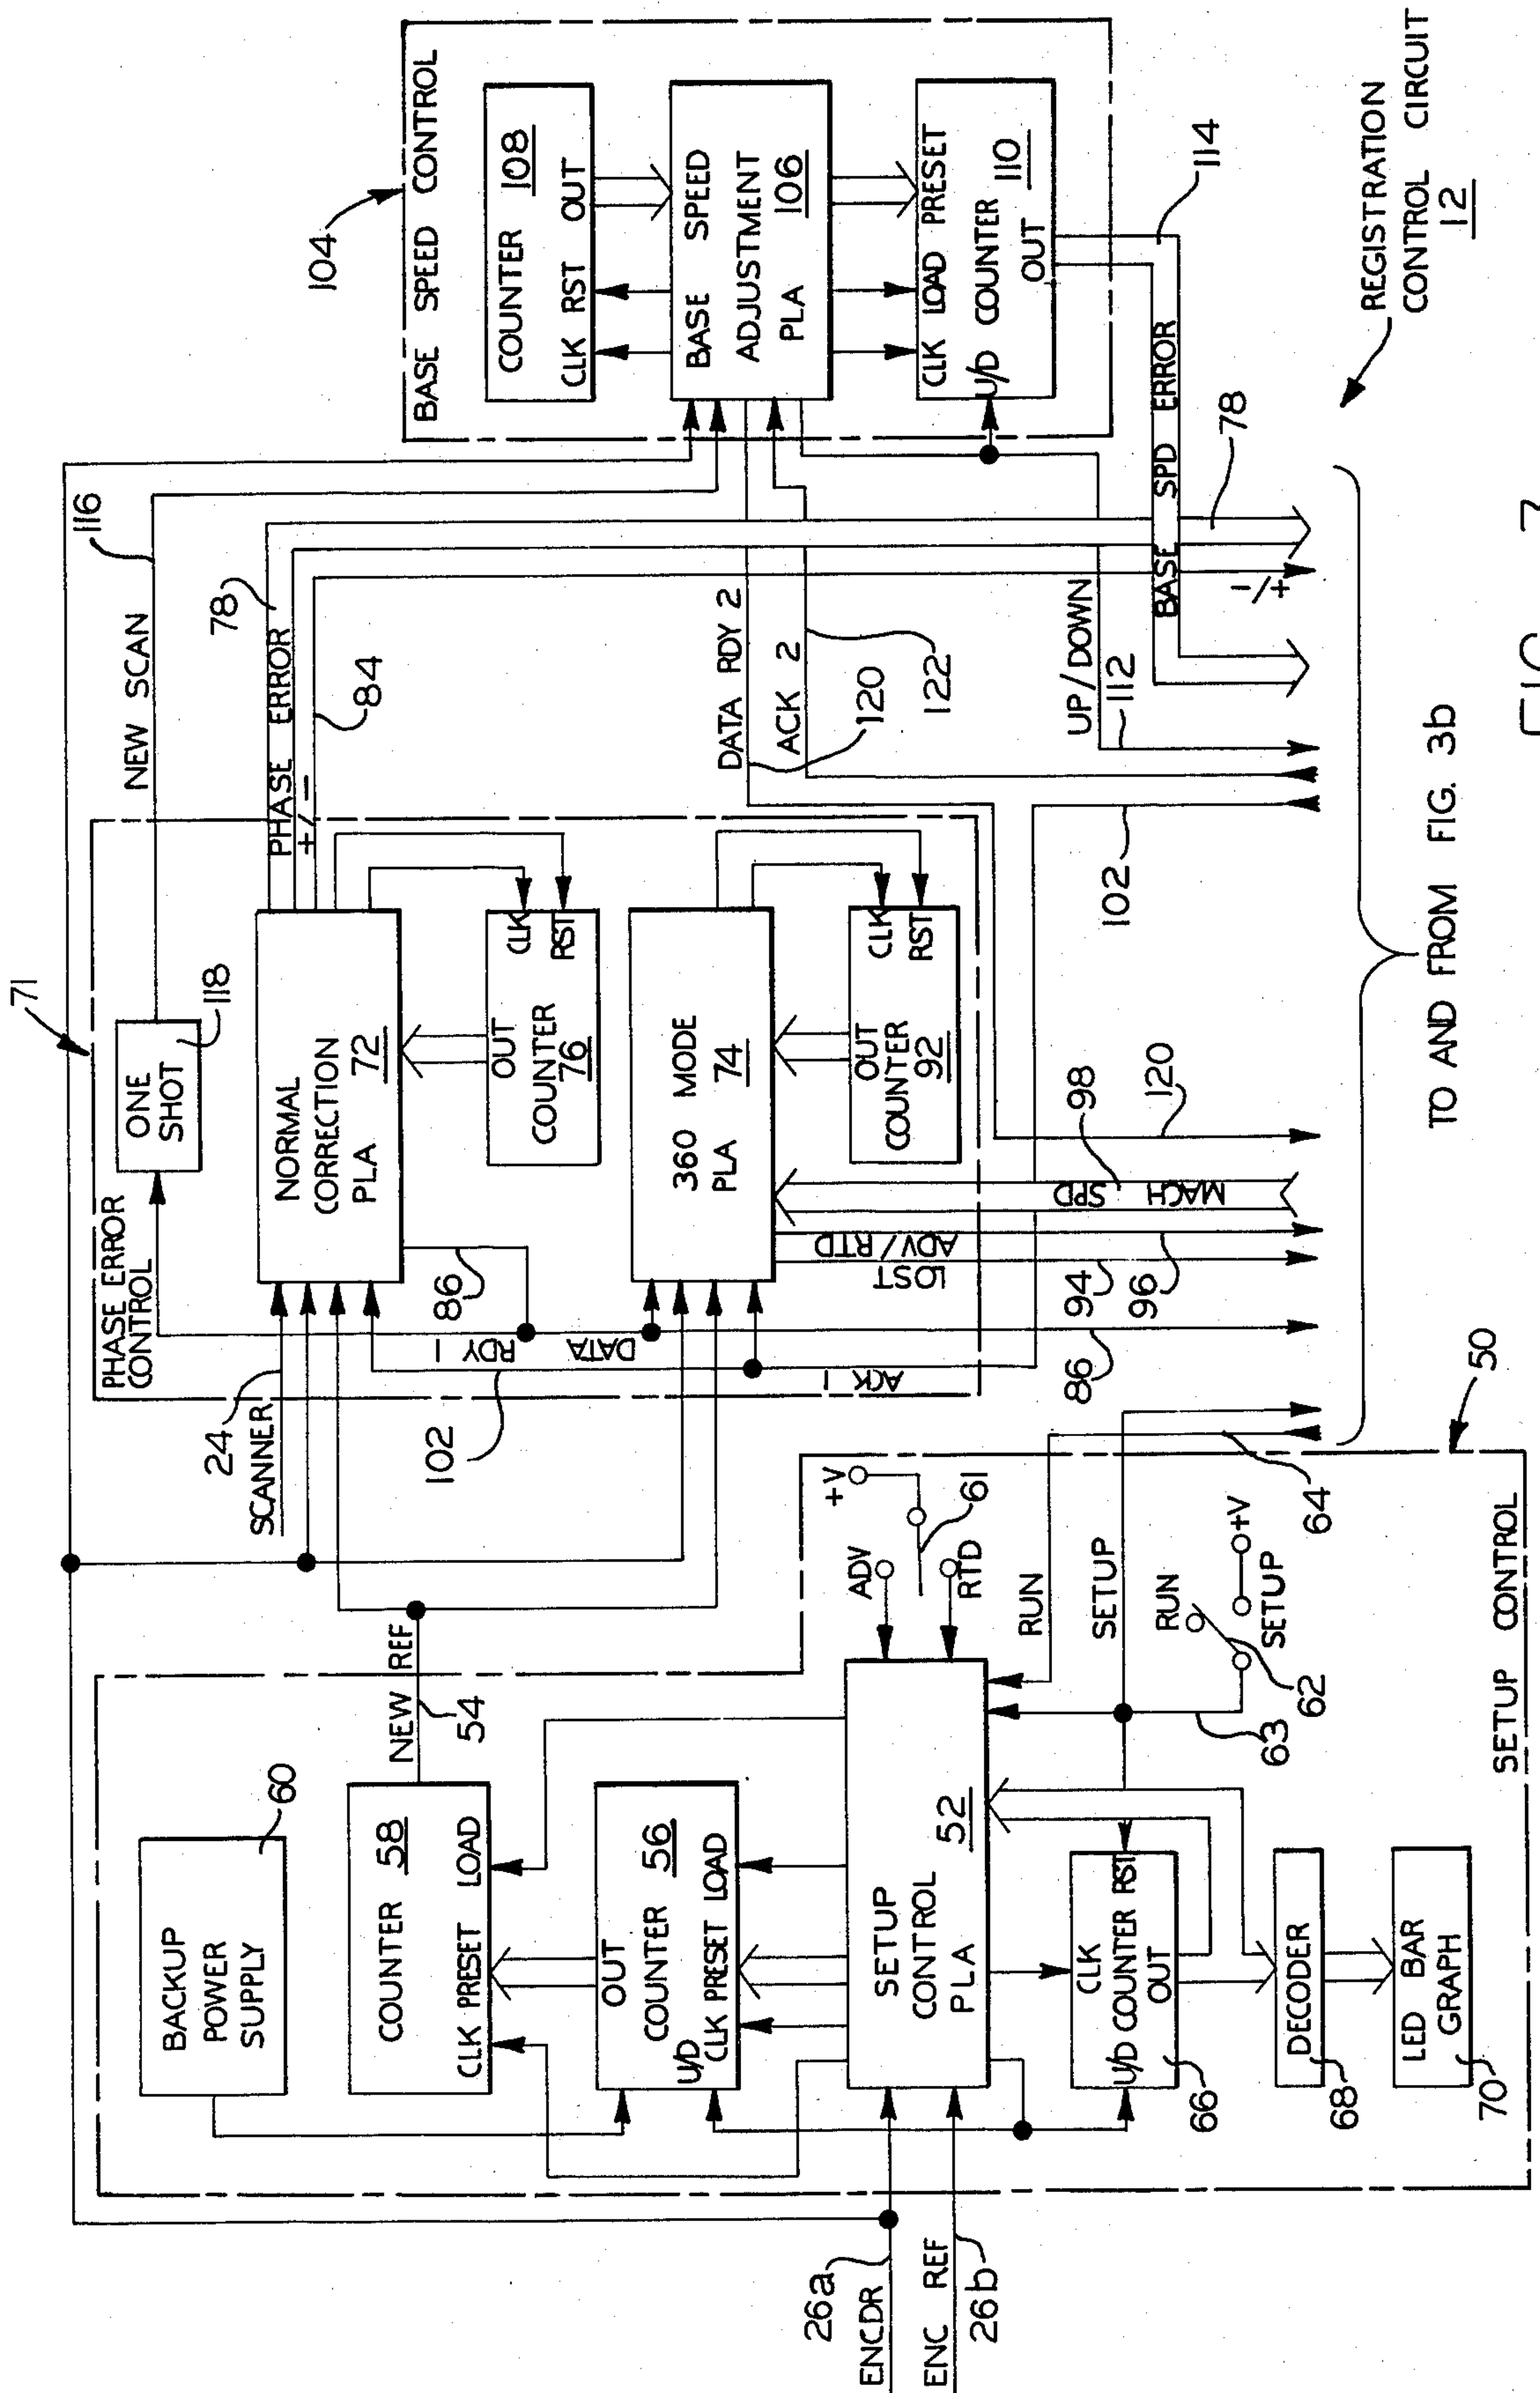 BACKUP
POWER
SUPPLY
60
COUNTER 58
CLK PRESET LOAD
NEW REF
54
OUT
COUNTER 56
U/D
CLK PRESET LOAD
SETUP
CONTROL
PLA 52
ENCDR
26a
ENC REF
26b
CLK
U/D COUNTER RST
OUT
66
DECODER
68
LED BAR
GRAPH
70
ADV
RTD
+V
61
RUN
SETUP
RUN
SETUP
+V
62
63
64
SETUP CONTROL
50
71
PHASE ERROR
CONTROL
ONE
SHOT
118
SCANNER
24
NORMAL
CORRECTION
PLA 72
OUT
COUNTER
76
CLK
RST
360 MODE
PLA 74
OUT
COUNTER
92
CLK
RST
86
DATA RDY 1
ACK 1
102
86
LOST
94
ADV/RTD
96
MACH SPD
98
120
102
NEW SCAN
116
PHASE ERROR
78
+/-
84
DATA RDY 2
120
ACK 2
122
UP/DOWN
112
BASE SPD ERROR
114
+/-
78
104
BASE SPEED CONTROL
COUNTER 108
CLK RST OUT
BASE SPEED
ADJUSTMENT
PLA 106
CLK LOAD PRESET
U/D COUNTER 110
OUT
TO AND FROM FIG. 3b
REGISTRATION
CONTROL CIRCUIT
12